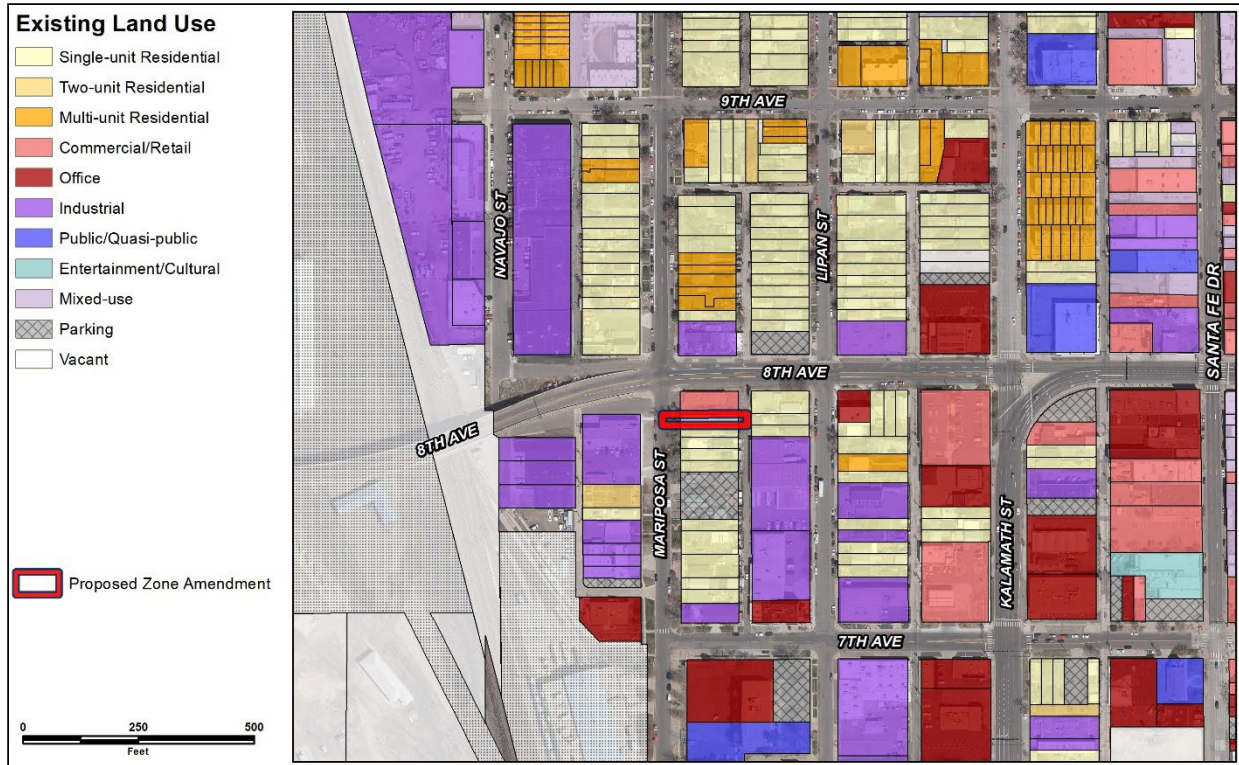 Existing Land Use
Single-unit Residential
Two-unit Residential
Multi-unit Residential
Commercial/Retail
Office
Industrial
Public/Quasi-public
Entertainment/Cultural
Mixed-use
Parking
Vacant
Proposed Zone Amendment
0 250 500
Feet
9TH AVE
NAVAJO ST
LIPAN ST
SANTA FE DR
8TH AVE
8TH AVE
MARIPOSA ST
KALAMATH ST
7TH AVE